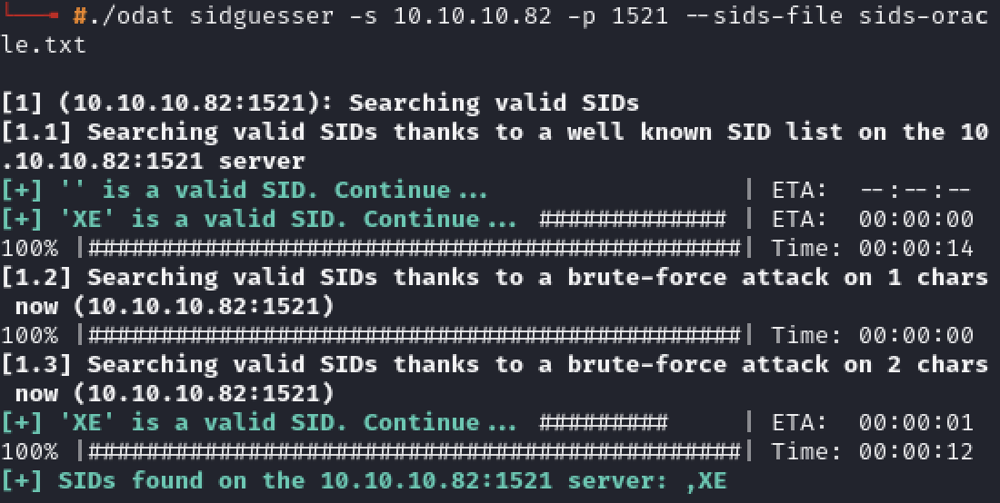 #./odat sidguesser -s 10.10.10.82 -p 1521 --sids-file sids-orac
le.txt
[1] (10.10.10.82:1521): Searching valid SIDs
[1.1] Searching valid SIDs thanks to a well known SID list on the 10
.10.10.82:1521 server
[+] '' is a valid SID. Continue... | ETA:  --:--:--
[+] 'XE' is a valid SID. Continue... ############# | ETA:  00:00:00
100% |#############################################| Time: 00:00:14
[1.2] Searching valid SIDs thanks to a brute-force attack on 1 chars
 now (10.10.10.82:1521)
100% |#############################################| Time: 00:00:00
[1.3] Searching valid SIDs thanks to a brute-force attack on 2 chars
 now (10.10.10.82:1521)
[+] 'XE' is a valid SID. Continue... ######### | ETA:  00:00:01
100% |#############################################| Time: 00:00:12
[+] SIDs found on the 10.10.10.82:1521 server: ,XE